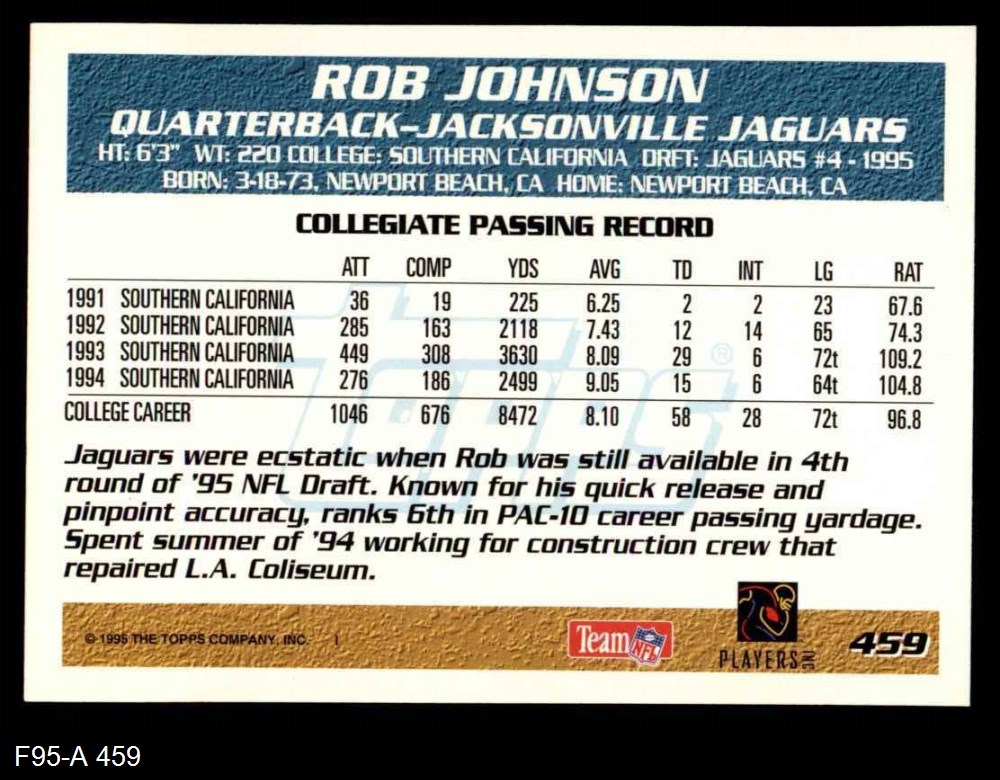 ROB JOHNSON
QUARTERBACK-JACKSONVILLE JAGUARS
HT: 6'3" WT: 220 COLLEGE: SOUTHERN CALIFORNIA DRFT: JAGUARS #4 - 1995
BORN: 3-18-73, NEWPORT BEACH, CA HOME: NEWPORT BEACH, CA
COLLEGIATE PASSING RECORD
ATT COMP YDS AVG TD INT LG RAT
1991 SOUTHERN CALIFORNIA 36 19 225 6.25 2 2 23 67.6
1992 SOUTHERN CALIFORNIA 285 163 2118 7.43 12 14 65 74.3
1993 SOUTHERN CALIFORNIA 449 308 3630 8.09 29 6 72t 109.2
1994 SOUTHERN CALIFORNIA 276 186 2499 9.05 15 6 64t 104.8
COLLEGE CAREER 1046 676 8472 8.10 58 28 72t 96.8
topps ®
Jaguars were ecstatic when Rob was still available in 4th
round of '95 NFL Draft. Known for his quick release and
pinpoint accuracy, ranks 6th in PAC-10 career passing yardage.
Spent summer of '94 working for construction crew that
repaired L.A. Coliseum.
© 1995 THE TOPPS COMPANY, INC. I
Team NFL
PLAYERS INC
459
F95-A 459